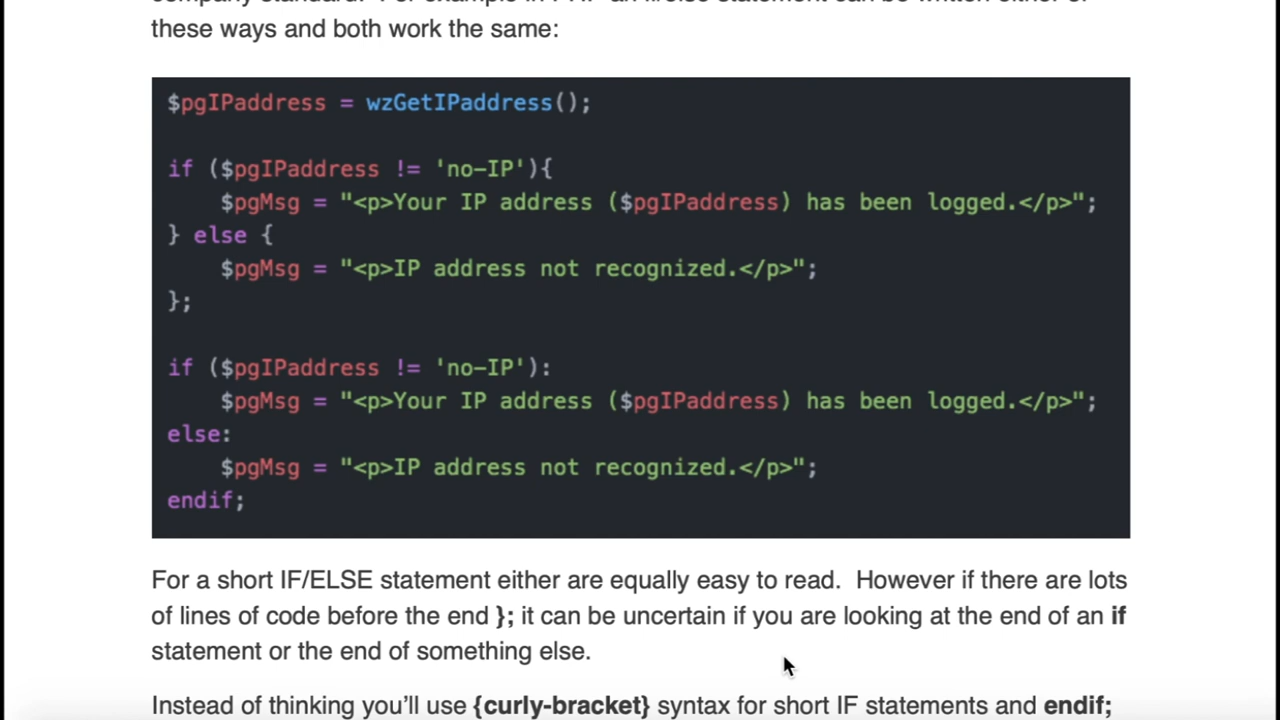 these ways and both work the same:
$pgIPaddress = wzGetIPaddress();
if ($pgIPaddress != 'no-IP'){
    $pgMsg = "<p>Your IP address ($pgIPaddress) has been logged.</p>";
} else {
    $pgMsg = "<p>IP address not recognized.</p>";
};
if ($pgIPaddress != 'no-IP'):
    $pgMsg = "<p>Your IP address ($pgIPaddress) has been logged.</p>";
else:
    $pgMsg = "<p>IP address not recognized.</p>";
endif;
For a short IF/ELSE statement either are equally easy to read.  However if there are lots
of lines of code before the end }; it can be uncertain if you are looking at the end of an if
statement or the end of something else.
Instead of thinking you’ll use {curly-bracket} syntax for short IF statements and endif;